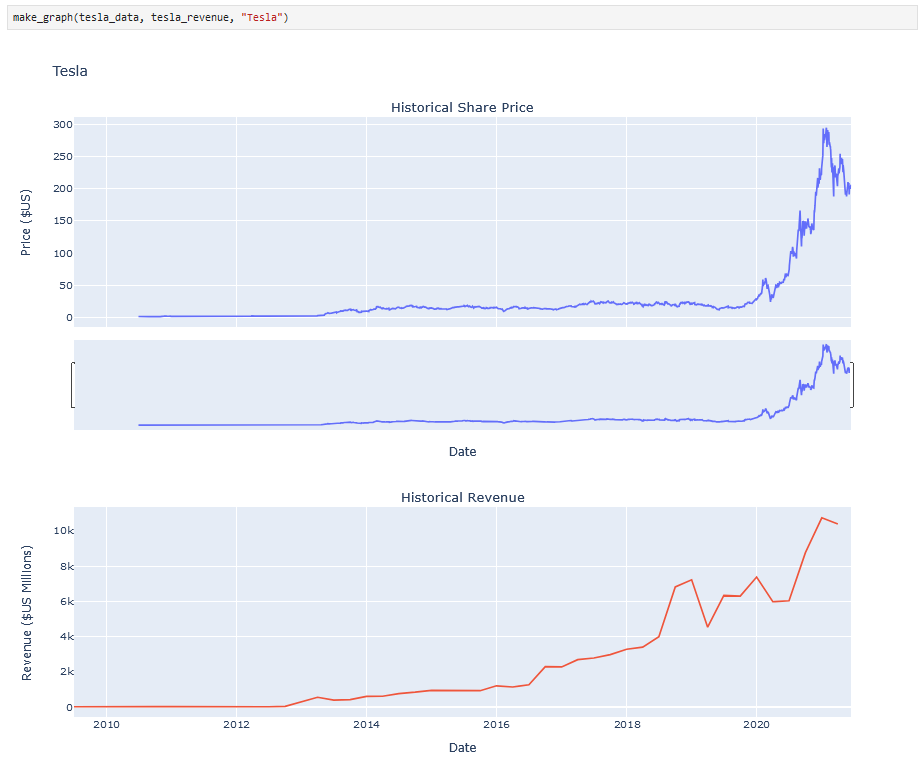 make_graph(tesla_data, tesla_revenue, "Tesla")
Tesla
Historical Share Price
300
250
200
150
100
50
0
Price ($US)
Date
Historical Revenue
10k
8k
6k
4k
2k
0
Revenue ($US Millions)
2010 2012 2014 2016 2018 2020
Date